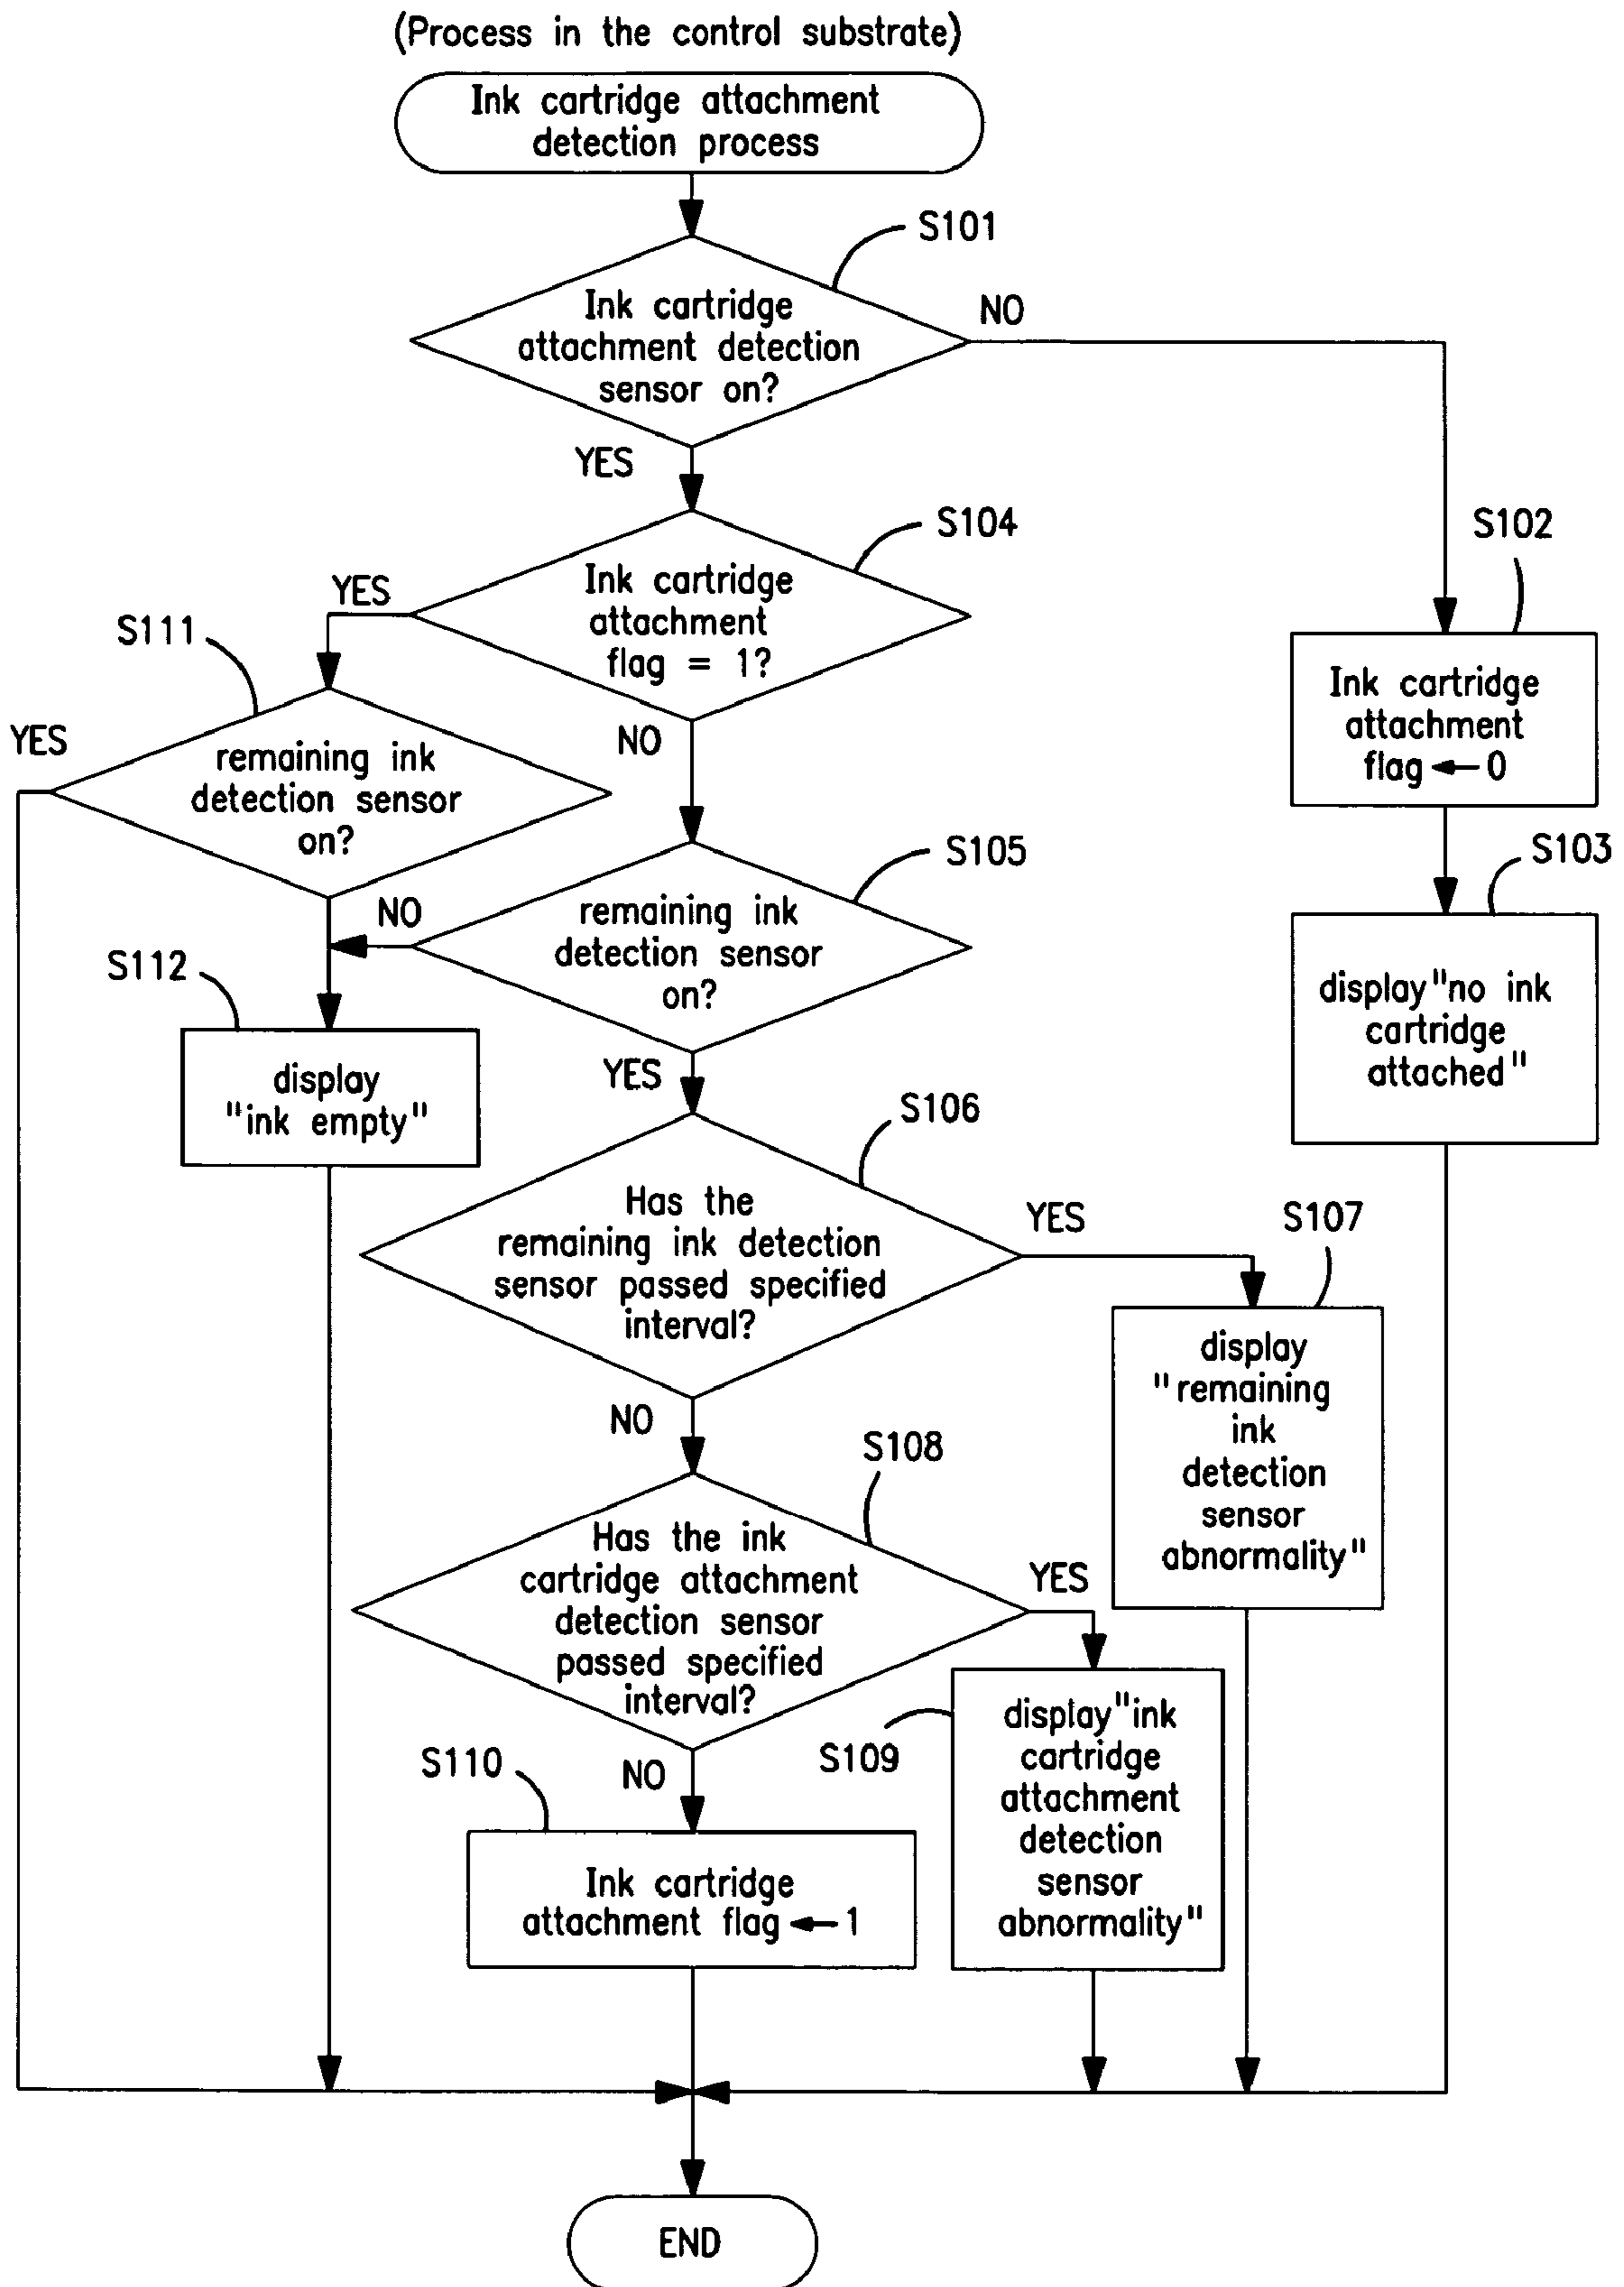 (Process in the control substrate)
Ink cartridge attachment
detection process
S101
Ink cartridge
attachment detection
sensor on?
NO
YES
S104
Ink cartridge
attachment
flag = 1?
YES
NO
S102
Ink cartridge
attachment
flag ← 0
S111
YES
remaining ink
detection sensor
on?
S103
display "no ink
cartridge
attached"
S105
remaining ink
detection sensor
on?
NO
YES
S112
display
"ink empty"
S106
Has the
remaining ink detection
sensor passed specified
interval?
YES
NO
S107
display
"remaining
ink
detection
sensor
abnormality"
S108
Has the ink
cartridge attachment
detection sensor
passed specified
interval?
YES
NO
S109
display "ink
cartridge
attachment
detection
sensor
abnormality"
S110
Ink cartridge
attachment flag ← 1
END